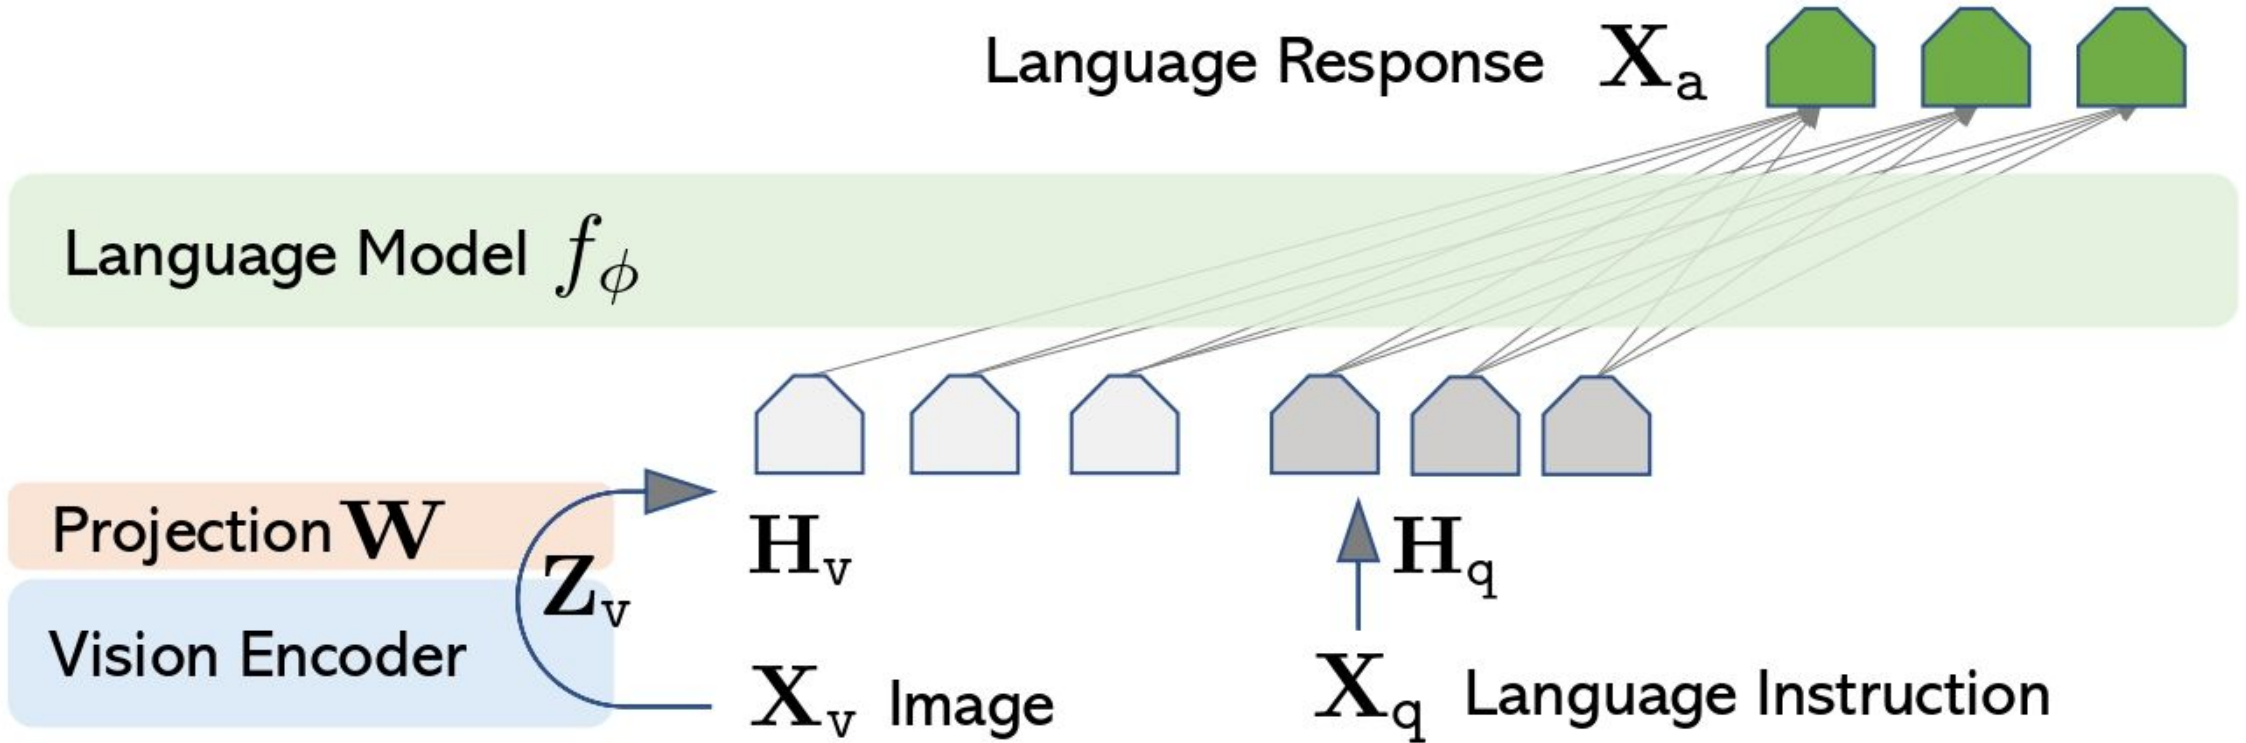 Language Response X_a
Language Model f_ϕ
Projection W
Z_v
H_v
H_q
Vision Encoder
X_v Image
X_q Language Instruction